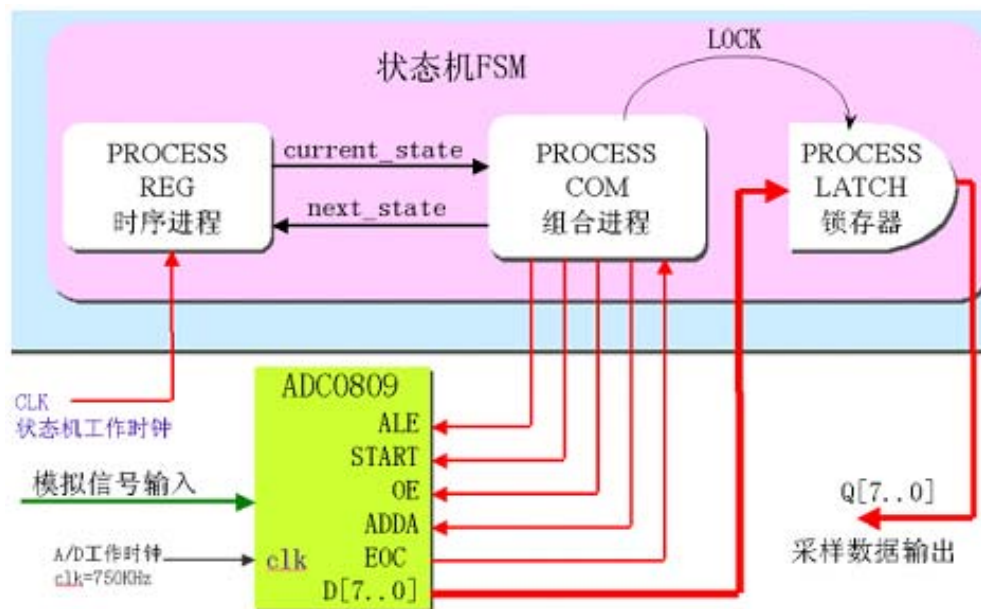 状态机FSM
LOCK
PROCESS
REG
时序进程
current_state
next_state
PROCESS
COM
组合进程
PROCESS
LATCH
锁存器
CLK
状态机工作时钟
模拟信号输入
A/D工作时钟
clk=750KHz
ADC0809
ALE
START
OE
ADDA
clk
EOC
D[7..0]
Q[7..0]
采样数据输出